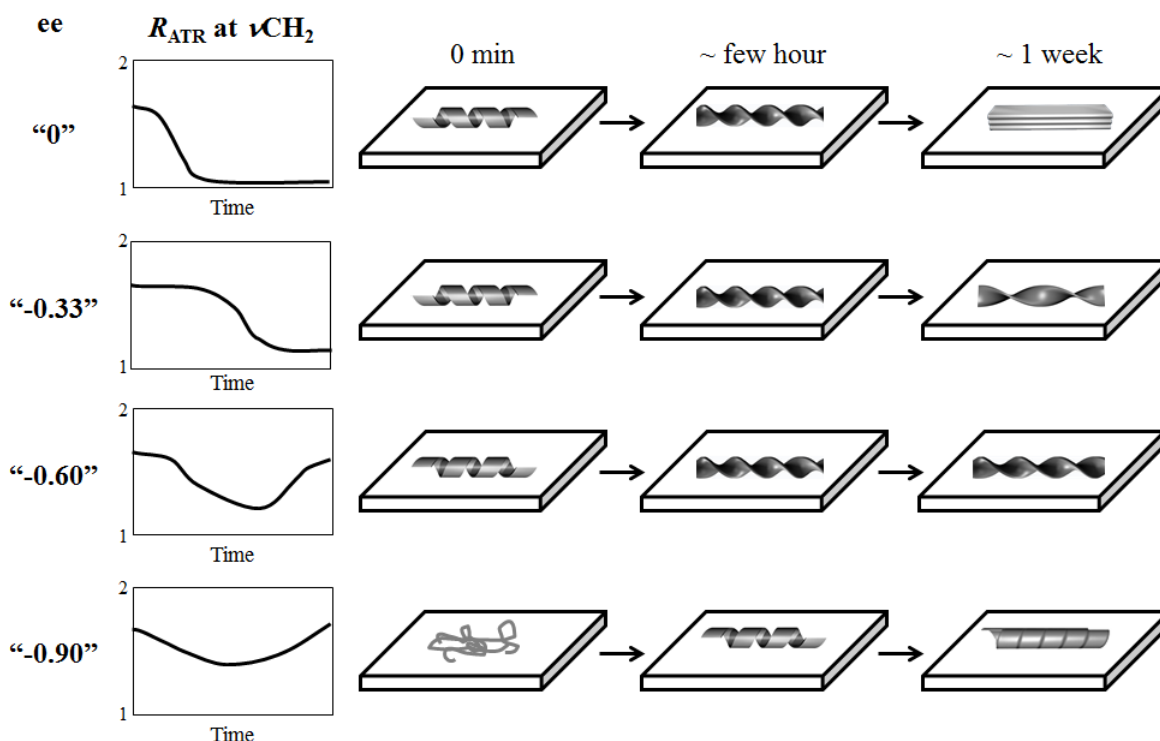 ee R_ATR at νCH₂
0 min ~ few hour ~ 1 week
“0”
2
1
Time
“-0.33”
2
1
Time
“-0.60”
2
1
Time
“-0.90”
2
1
Time